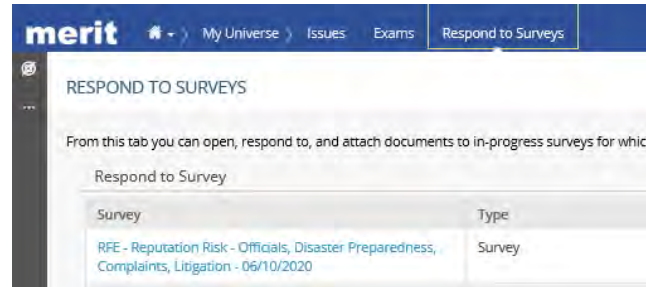 merit My Universe Issues Exams Respond to Surveys
RESPOND TO SURVEYS
From this tab you can open, respond to, and attach documents to in-progress surveys for whic
Respond to Survey
Survey Type
RFE - Reputation Risk - Officials, Disaster Preparedness, Survey
Complaints, Litigation - 06/10/2020